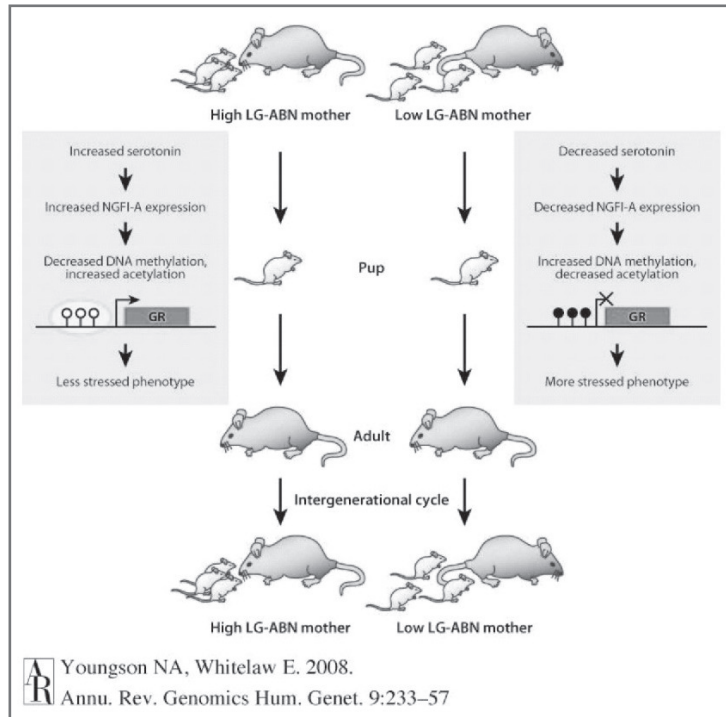 High LG-ABN mother
Low LG-ABN mother
Increased serotonin
Increased NGFI-A expression
Decreased DNA methylation,
increased acetylation
GR
Less stressed phenotype
Pup
Decreased serotonin
Decreased NGFI-A expression
Increased DNA methylation,
decreased acetylation
GR
More stressed phenotype
Adult
Intergenerational cycle
High LG-ABN mother
Low LG-ABN mother
AR
Youngson NA, Whitelaw E. 2008.
Annu. Rev. Genomics Hum. Genet. 9:233–57